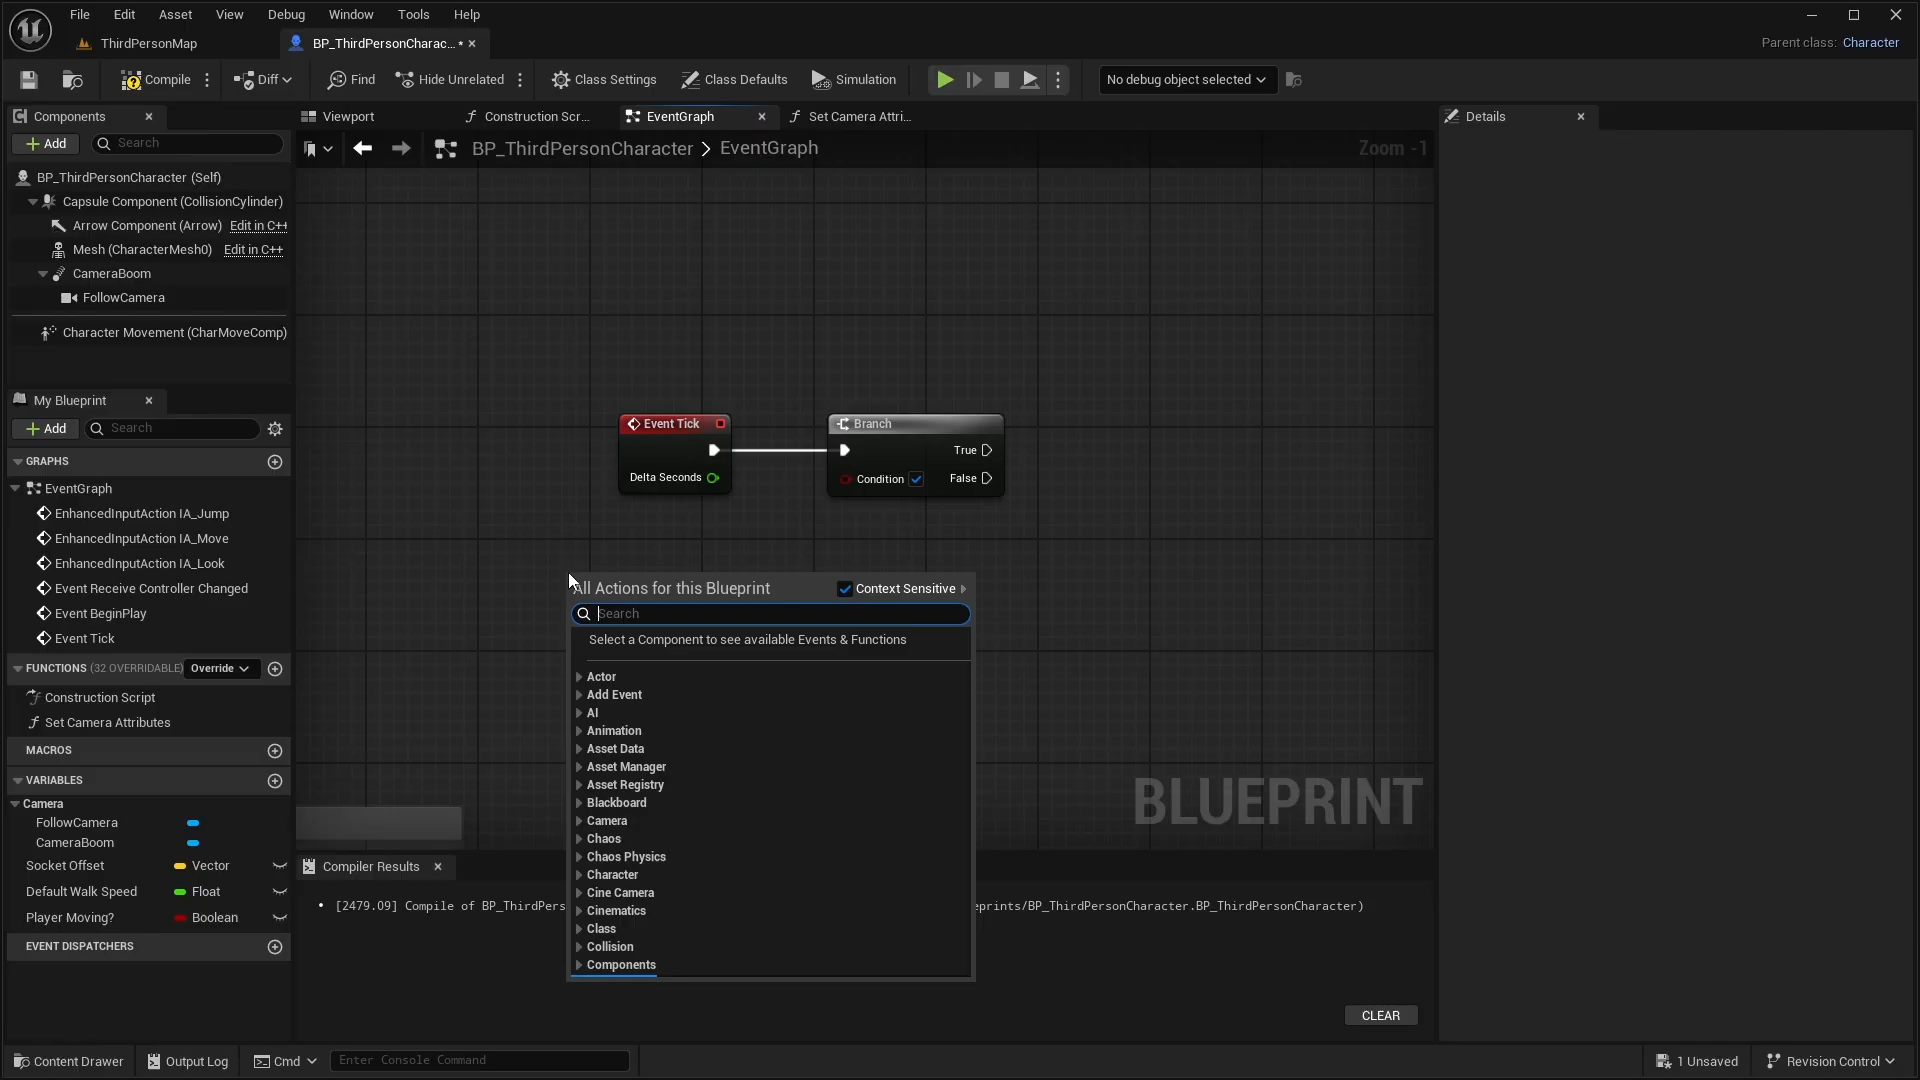 File Edit Asset View Debug Window Tools Help
ThirdPersonMap
BP_ThirdPersonCharac... •
Parent class: Character
Compile
Diff
Find
Hide Unrelated
Class Settings
Class Defaults
Simulation
No debug object selected
Components
Add
Search
BP_ThirdPersonCharacter (Self)
Capsule Component (CollisionCylinder)
Arrow Component (Arrow) Edit in C++
Mesh (CharacterMesh0) Edit in C++
CameraBoom
FollowCamera
Character Movement (CharMoveComp)
My Blueprint
Add
Search
GRAPHS
EventGraph
EnhancedInputAction IA_Jump
EnhancedInputAction IA_Move
EnhancedInputAction IA_Look
Event Receive Controller Changed
Event BeginPlay
Event Tick
FUNCTIONS (32 OVERRIDABLE) Override
Construction Script
Set Camera Attributes
MACROS
VARIABLES
Camera
FollowCamera
CameraBoom
Socket Offset Vector
Default Walk Speed Float
Player Moving? Boolean
EVENT DISPATCHERS
Viewport
Construction Scr...
EventGraph
Set Camera Attri...
BP_ThirdPersonCharacter > EventGraph
Zoom -1
Event Tick
Delta Seconds
Branch
True
Condition
False
All Actions for this Blueprint
Context Sensitive
Search
Select a Component to see available Events & Functions
Actor
Add Event
AI
Animation
Asset Data
Asset Manager
Asset Registry
Blackboard
Camera
Chaos
Chaos Physics
Character
Cine Camera
Cinematics
Class
Collision
Components
BLUEPRINT
Compiler Results
• [2479.09] Compile of BP_ThirdPers
eprints/BP_ThirdPersonCharacter.BP_ThirdPersonCharacter)
CLEAR
Details
Content Drawer
Output Log
Cmd
Enter Console Command
1 Unsaved
Revision Control